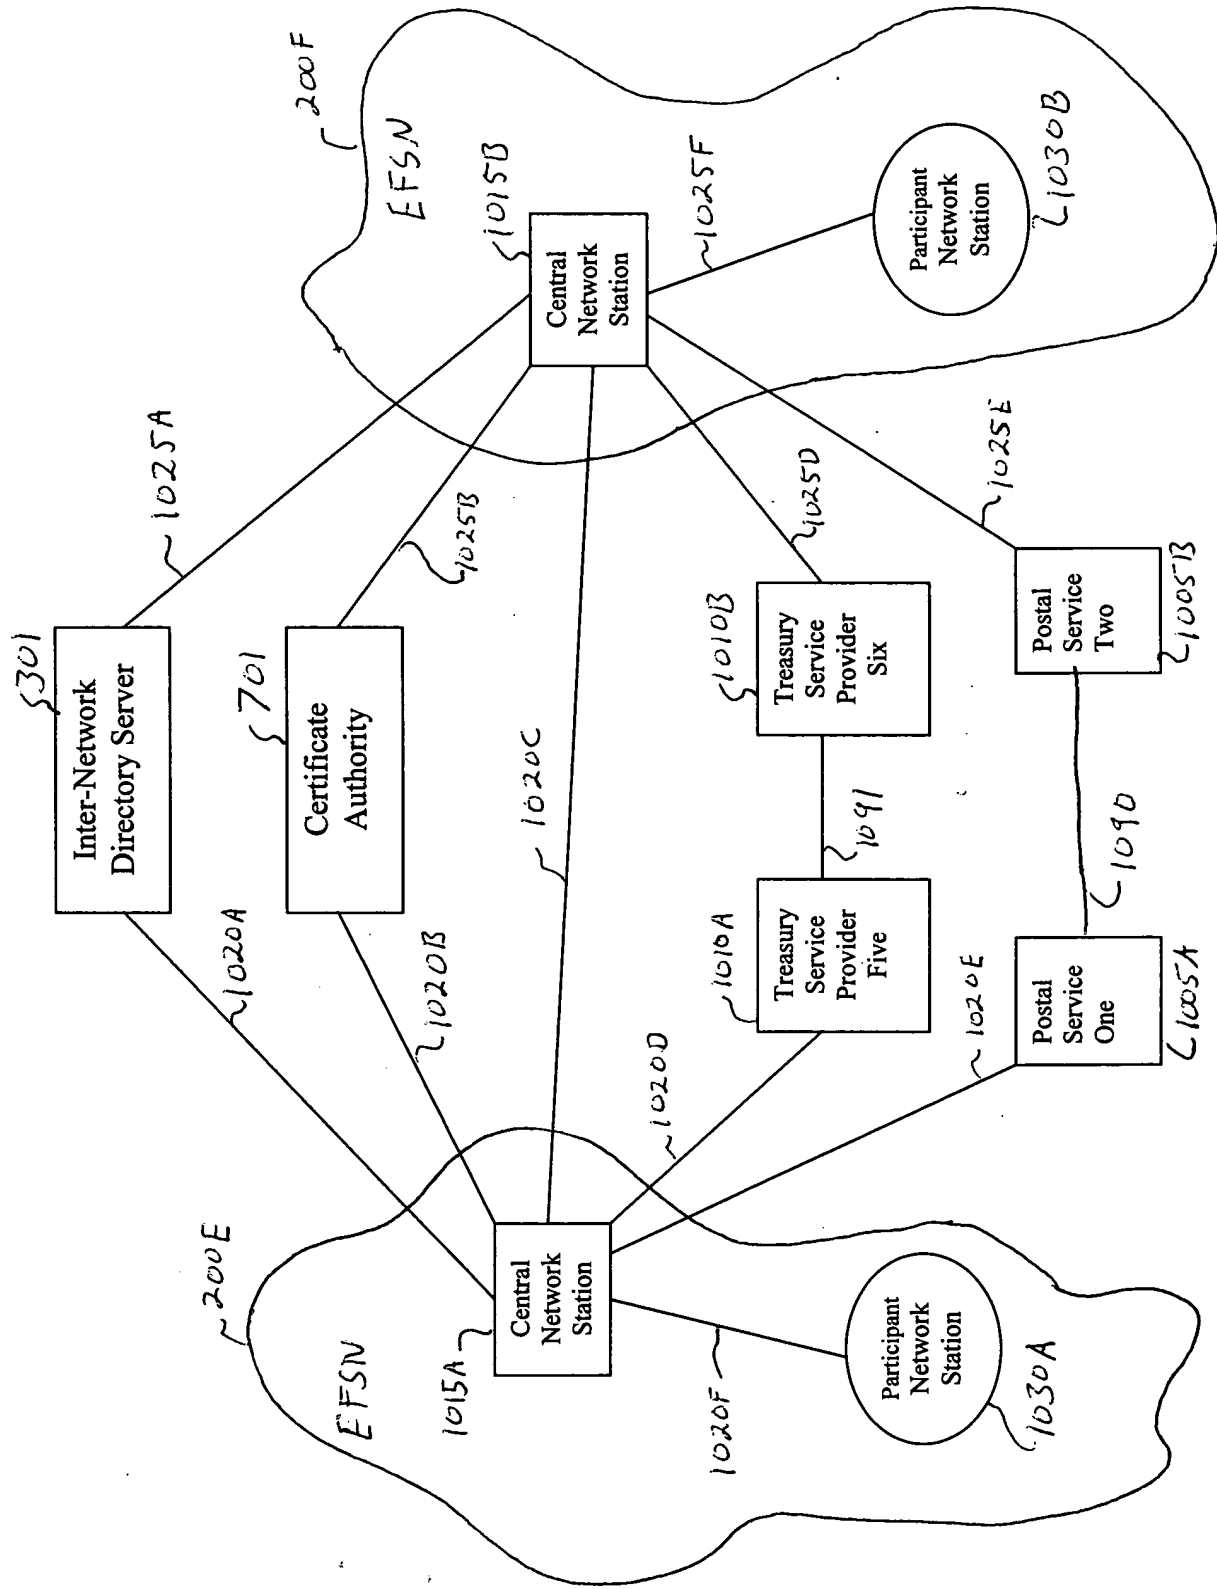 301
Inter-Network
Directory Server
1020A
1025A
701
Certificate
Authority
1020B
1025B
200E
EFSN
200F
EFSN
1015A
Central
Network
Station
1020C
1015B
Central
Network
Station
1020D
1010A
Treasury
Service
Provider
Five
1091
1010B
Treasury
Service
Provider
Six
1025D
1020F
Participant
Network
Station
1030A
1025F
Participant
Network
Station
1030B
1020E
Postal
Service
One
1005A
1090
Postal
Service
Two
1005B
1025E